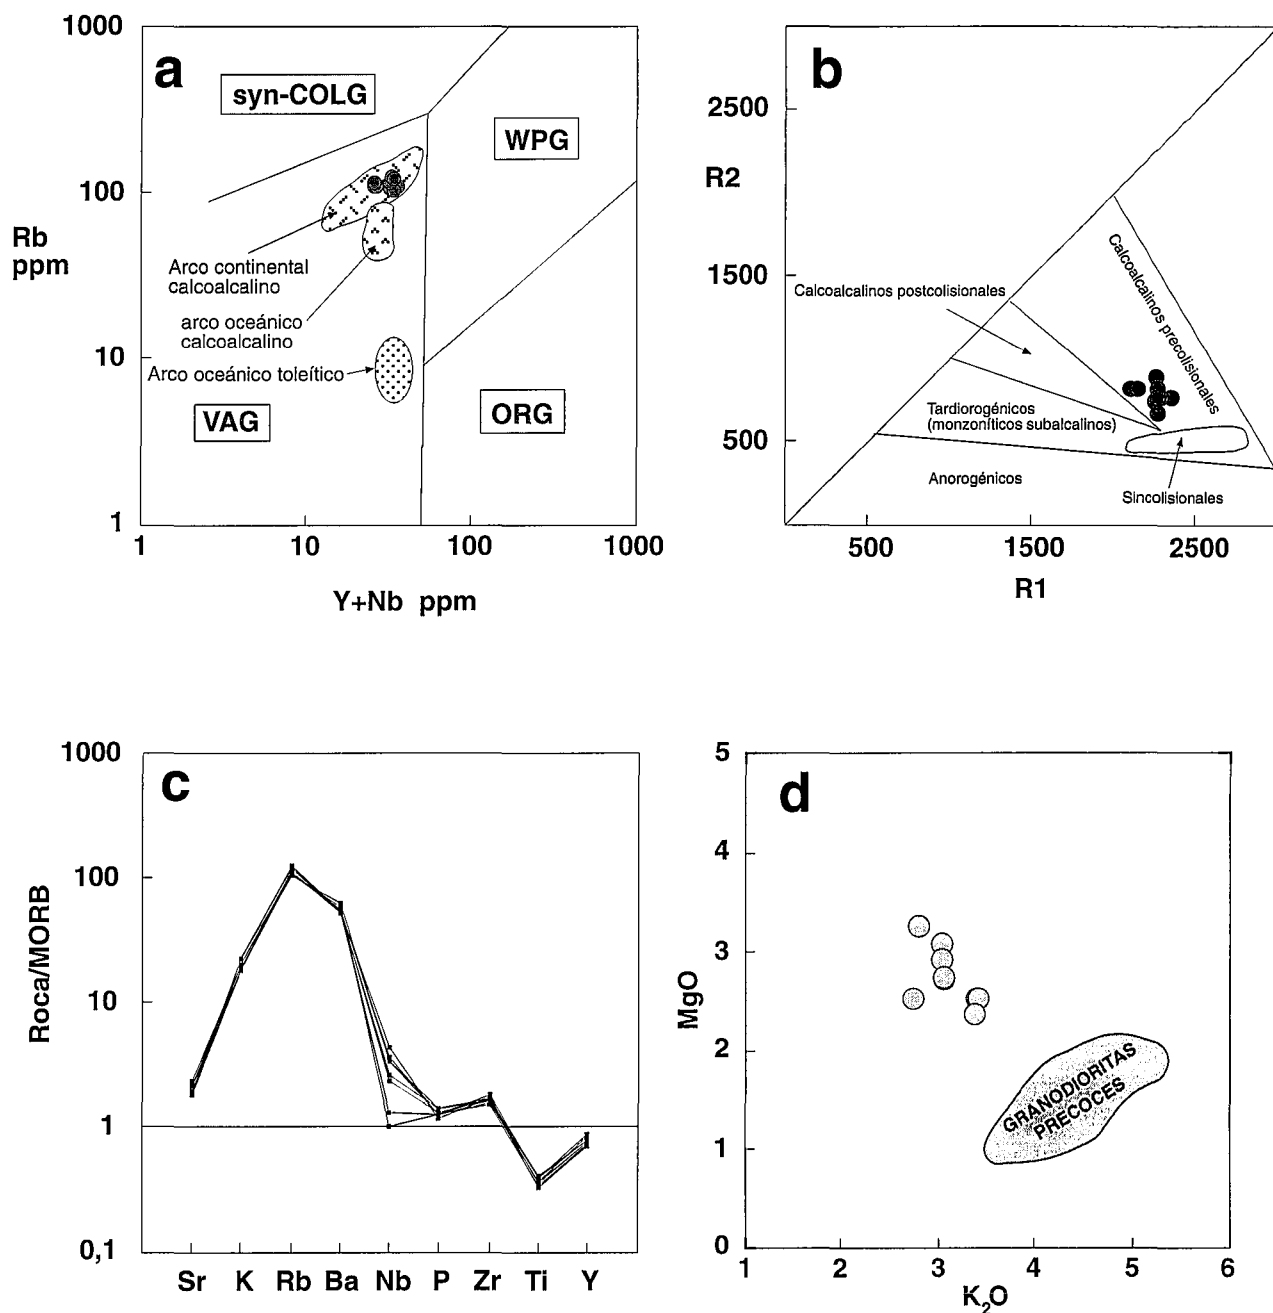 a
1000
100
10
1
Rb
ppm
syn-COLG
WPG
Arco continental
calcoalcalino
arco oceánico
calcoalcalino
Arco oceánico toleítico
VAG
ORG
1
10
100
1000
Y+Nb ppm
b
2500
R2
1500
500
Calcoalcalinos postcolisionales
Calcoalcalinos precolisionales
Tardiorogénicos
(monzoníticos subalcalinos)
Anorogénicos
Sincolisionales
500
1500
2500
R1
c
1000
100
10
1
0,1
Roca/MORB
Sr K Rb Ba Nb P Zr Ti Y
d
5
4
3
2
1
0
MgO
GRANODIORITAS
PRECOCES
1 2 3 4 5 6
K₂O